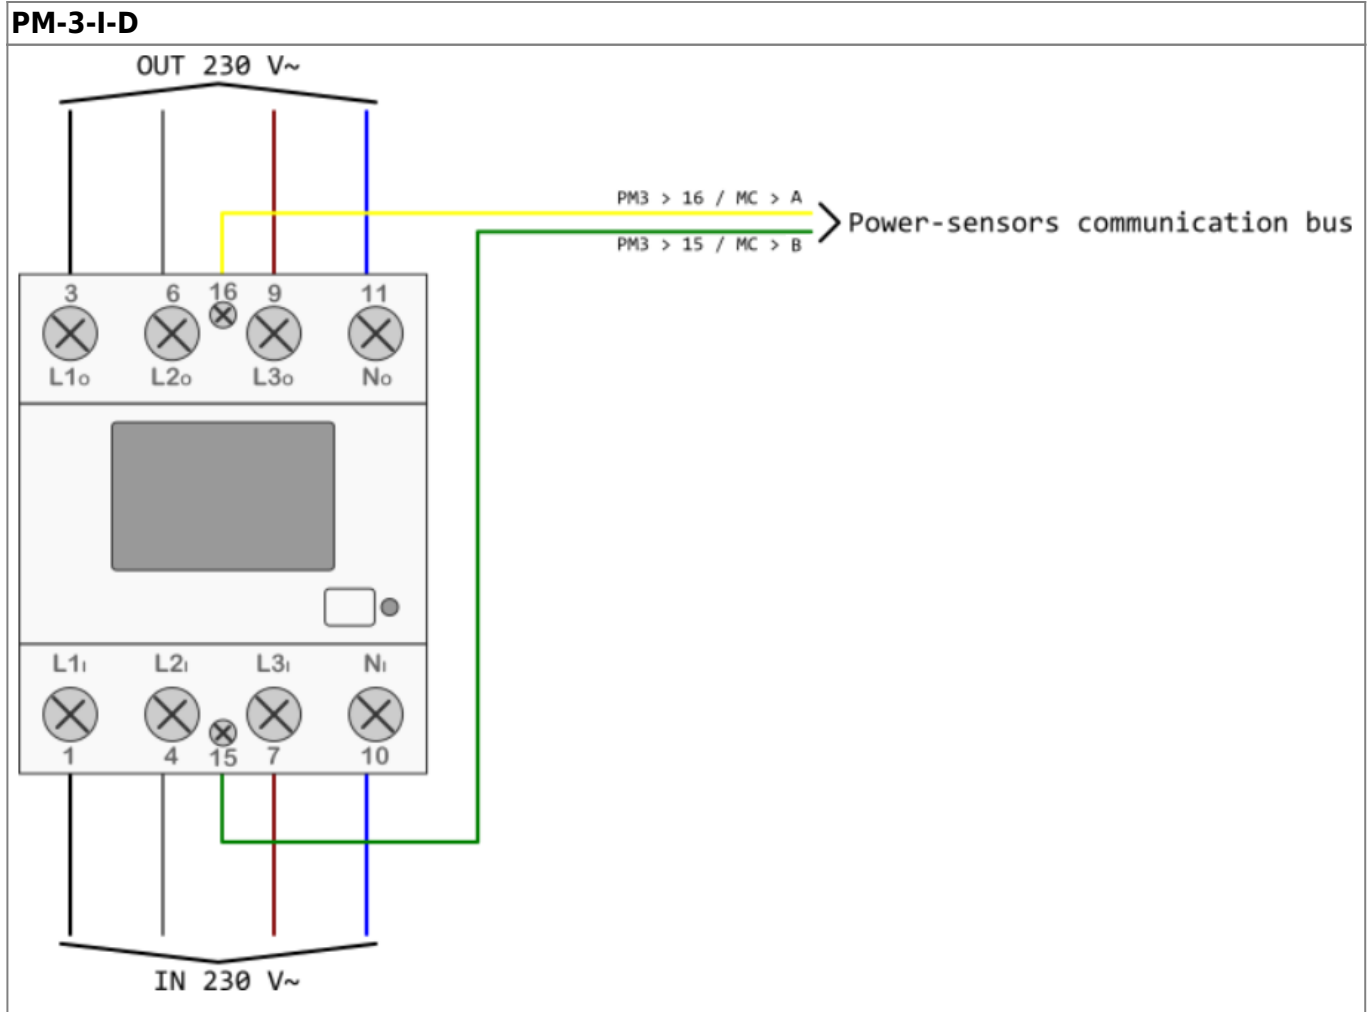 PM-3-I-D
OUT 230 V~
PM3 > 16 / MC > A
Power-sensors communication bus
PM3 > 15 / MC > B
3 6 16 9 11
L1o L2o L3o No
L1I L2I L3I NI
1 4 15 7 10
IN 230 V~